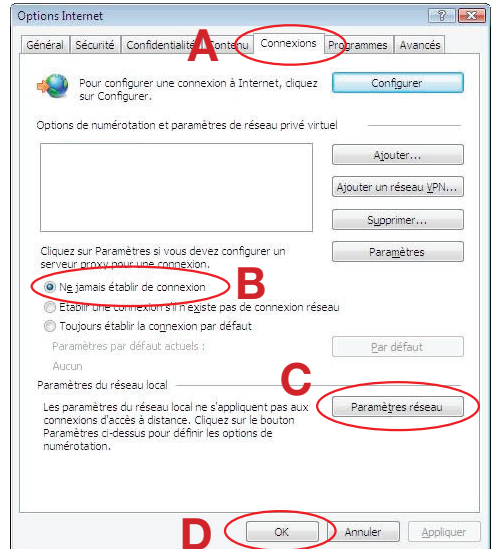 Options Internet
Général Sécurité Confidentialité Contenu Connexions Programmes Avancés
A
Pour configurer une connexion à Internet, cliquez
sur Configurer.
Configurer
Options de numérotation et paramètres de réseau privé virtuel
Ajouter...
Ajouter un réseau VPN...
Supprimer...
Cliquez sur Paramètres si vous devez configurer un
serveur proxy pour une connexion.
Paramètres
Ne jamais établir de connexion
B
Etablir une connexion s'il n'existe pas de connexion réseau
Toujours établir la connexion par défaut
Paramètres par défaut actuels :
Par défaut
Aucun
C
Paramètres du réseau local
Les paramètres du réseau local ne s'appliquent pas aux
connexions d'accès à distance. Cliquez sur le bouton
Paramètres ci-dessus pour définir les options de
numérotation.
Paramètres réseau
D
OK Annuler Appliquer